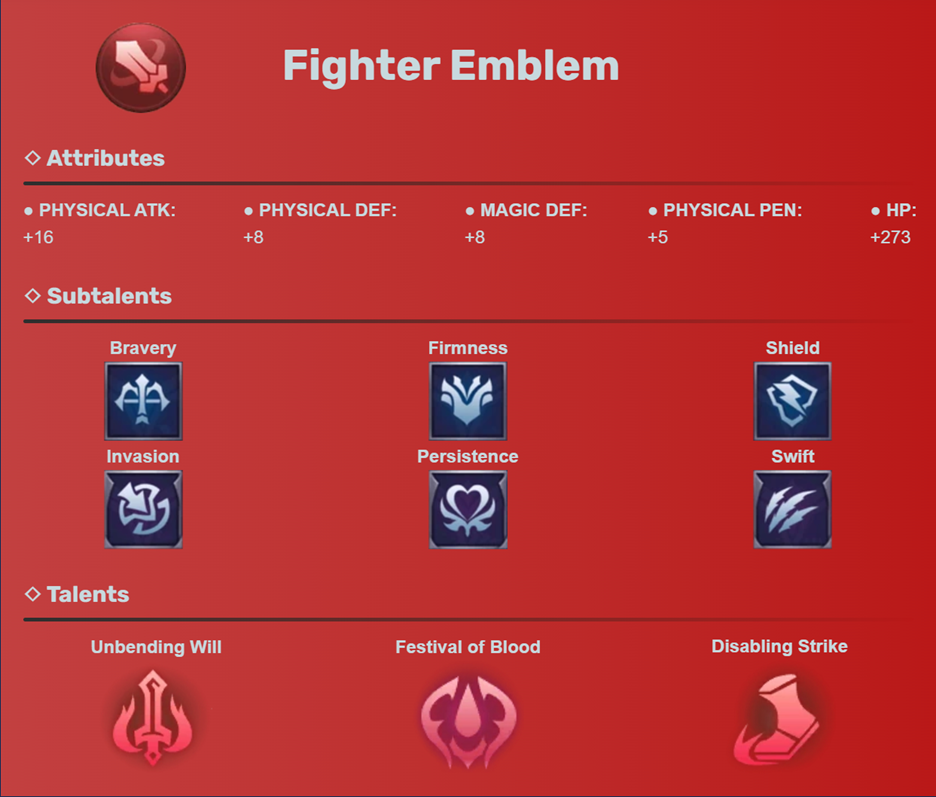 Fighter Emblem
◇ Attributes
● PHYSICAL ATK: ● PHYSICAL DEF: ● MAGIC DEF: ● PHYSICAL PEN: ● HP:
+16 +8 +8 +5 +273
◇ Subtalents
Bravery Firmness Shield
Invasion Persistence Swift
◇ Talents
Unbending Will Festival of Blood Disabling Strike